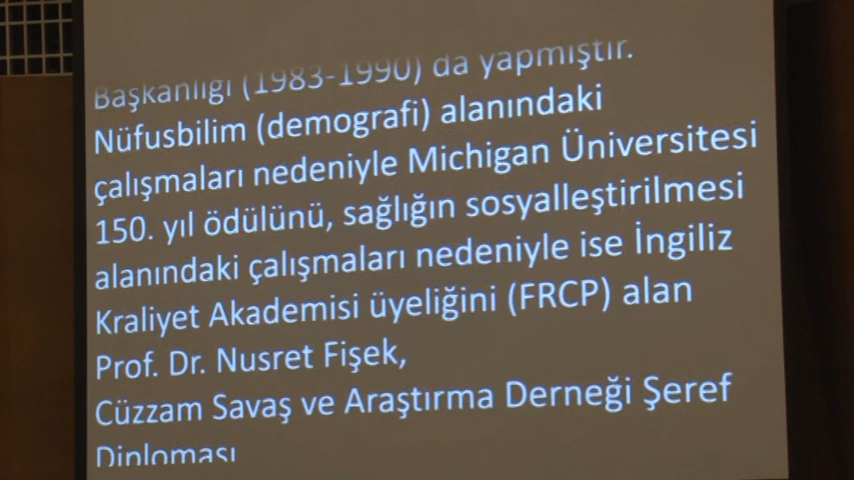 Başkanlığı (1983-1990) da yapmıştır.
Nüfusbilim (demografi) alanındaki
çalışmaları nedeniyle Michigan Üniversitesi
150. yıl ödülünü, sağlığın sosyalleştirilmesi
alanındaki çalışmaları nedeniyle ise İngiliz
Kraliyet Akademisi üyeliğini (FRCP) alan
Prof. Dr. Nusret Fişek,
Cüzzam Savaş ve Araştırma Derneği Şeref
Diploması